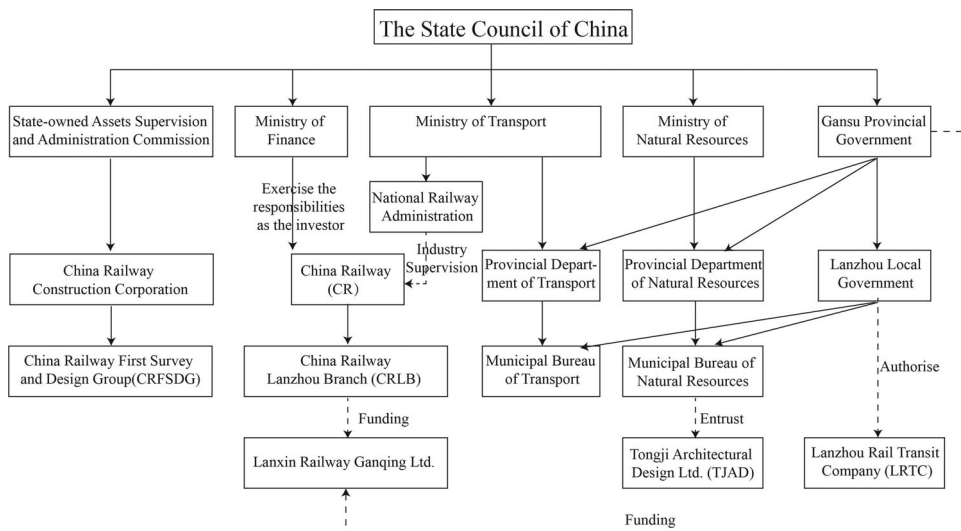 The State Council of China
State-owned Assets Supervision
and Administration Commission
Ministry of
Finance
Ministry of Transport
Ministry of
Natural Resources
Gansu Provincial
Government
Exercise the
responsibilities
as the investor
National Railway
Administration
Industry
Supervision
China Railway
Construction Corporation
China Railway
(CR)
Provincial Depart-
ment of Transport
Provincial Department
of Natural Resources
Lanzhou Local
Government
China Railway First Survey
and Design Group(CRFSDG)
China Railway
Lanzhou Branch (CRLB)
Municipal Bureau
of Transport
Municipal Bureau of
Natural Resources
Authorise
Funding
Entrust
Lanxin Railway Ganqing Ltd.
Tongji Architectural
Design Ltd. (TJAD)
Lanzhou Rail Transit
Company (LRTC)
Funding